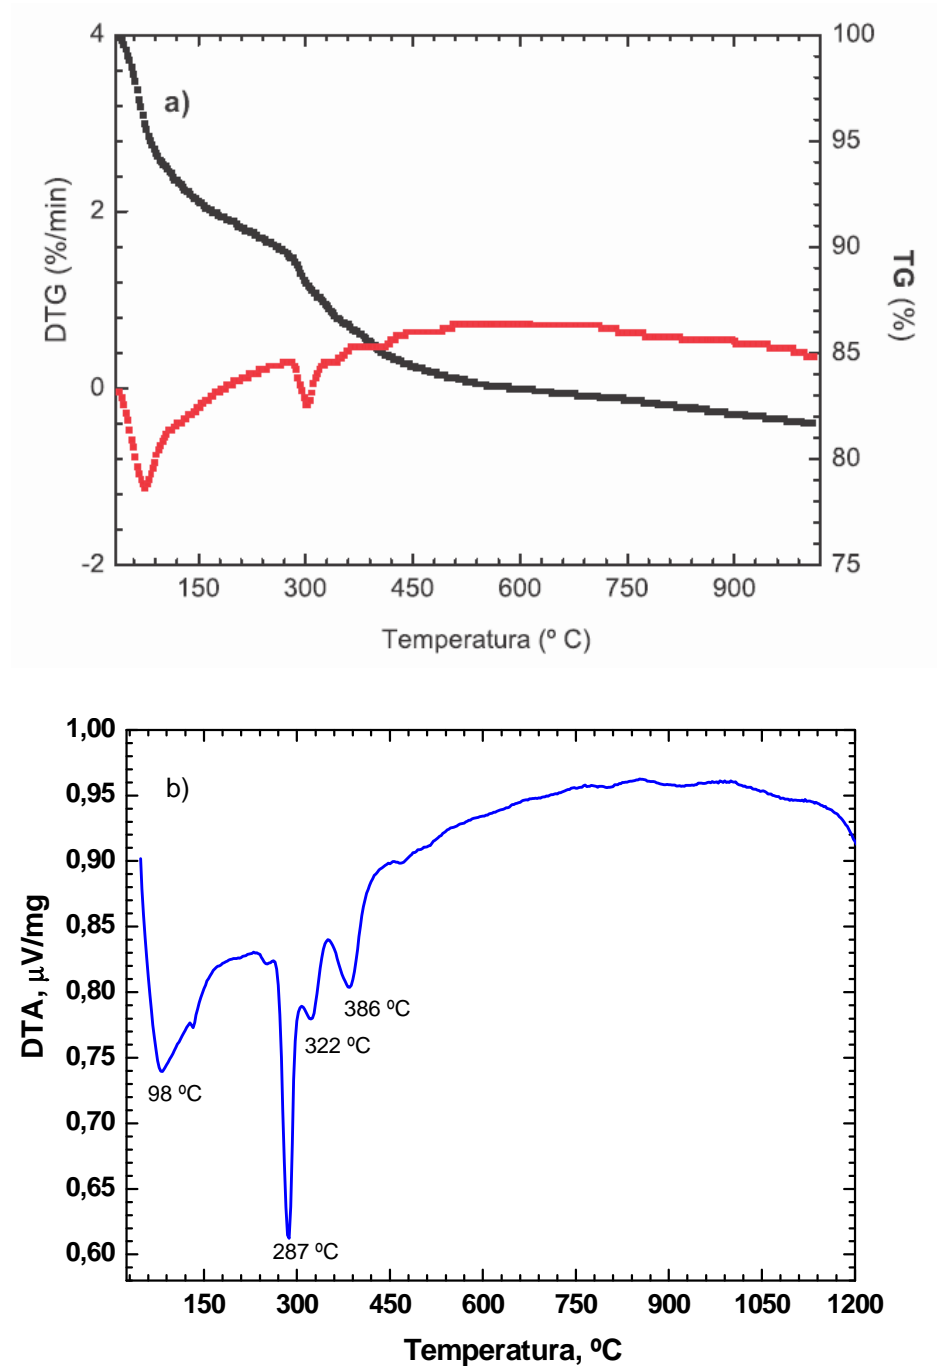 4
100
a)
95
DTG (%/min)
2
90
TG (%)
85
0
80
-2
75
150 300 450 600 750 900
Temperatura (º C)
1,00
b)
0,95
0,90
0,85
DTA, μV/mg
0,80
386 ºC
322 ºC
0,75
98 ºC
0,70
0,65
287 ºC
0,60
150 300 450 600 750 900 1050 1200
Temperatura, ºC